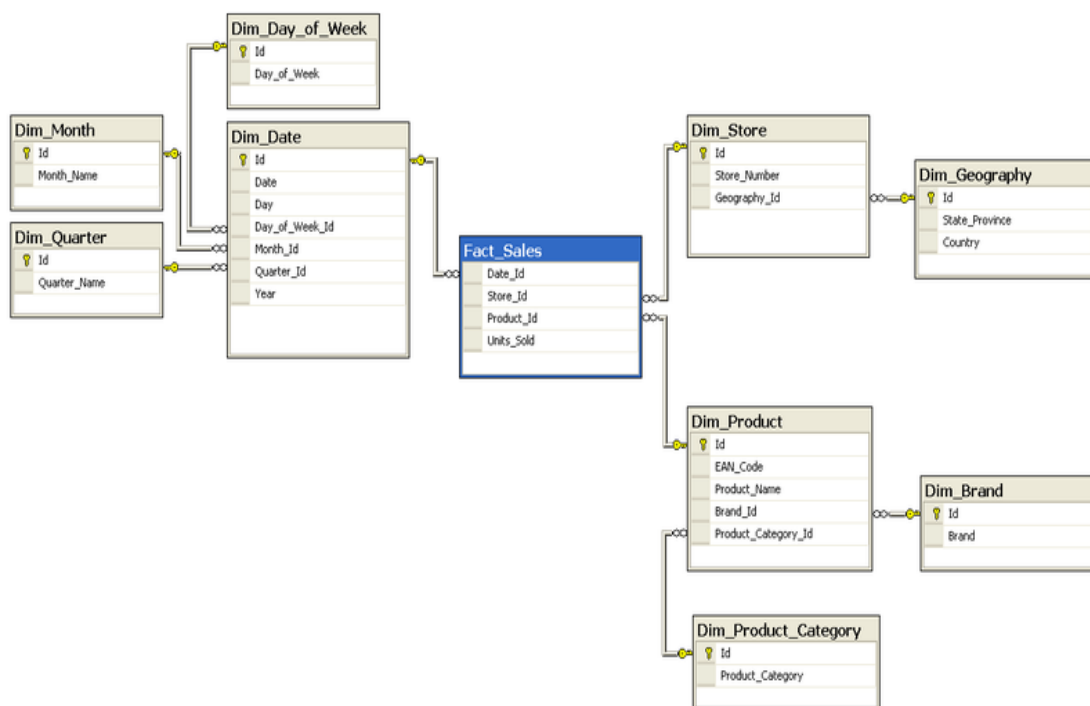 Dim_Day_of_Week
Id
Day_of_Week
Dim_Month
Id
Month_Name
Dim_Quarter
Id
Quarter_Name
Dim_Date
Id
Date
Day
Day_of_Week_Id
Month_Id
Quarter_Id
Year
Fact_Sales
Date_Id
Store_Id
Product_Id
Units_Sold
Dim_Store
Id
Store_Number
Geography_Id
Dim_Geography
Id
State_Province
Country
Dim_Product
Id
EAN_Code
Product_Name
Brand_Id
Product_Category_Id
Dim_Brand
Id
Brand
Dim_Product_Category
Id
Product_Category